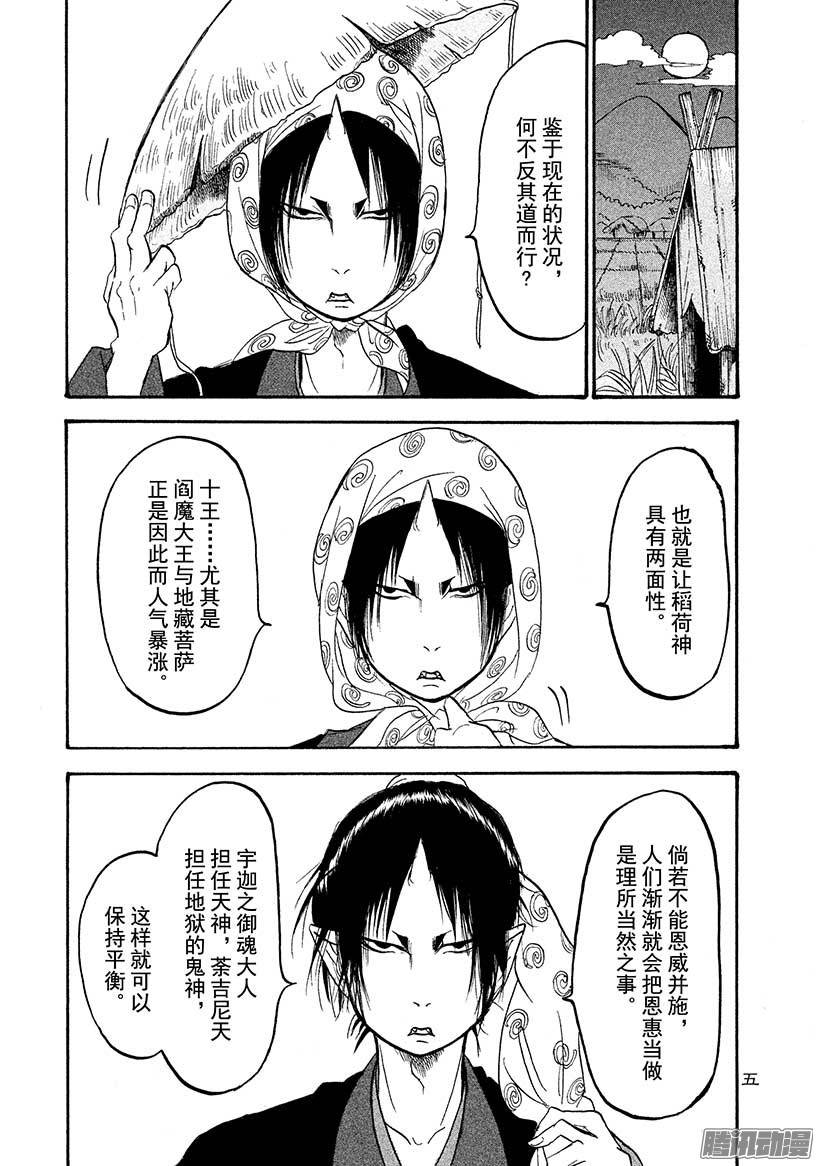 鉴于现在的状况，
何不反其道而行？
也就是让稻荷神
具有两面性。
十王……尤其是
阎魔大王与地藏菩萨
正是因此而人气暴涨。
倘若不能恩威并施，
人们渐渐就会把恩惠当做
是理所当然之事。
宇迦之御魂大人
担任天神，荼吉尼天
担任地狱的鬼神，
这样就可以
保持平衡。
五
腾讯动漫